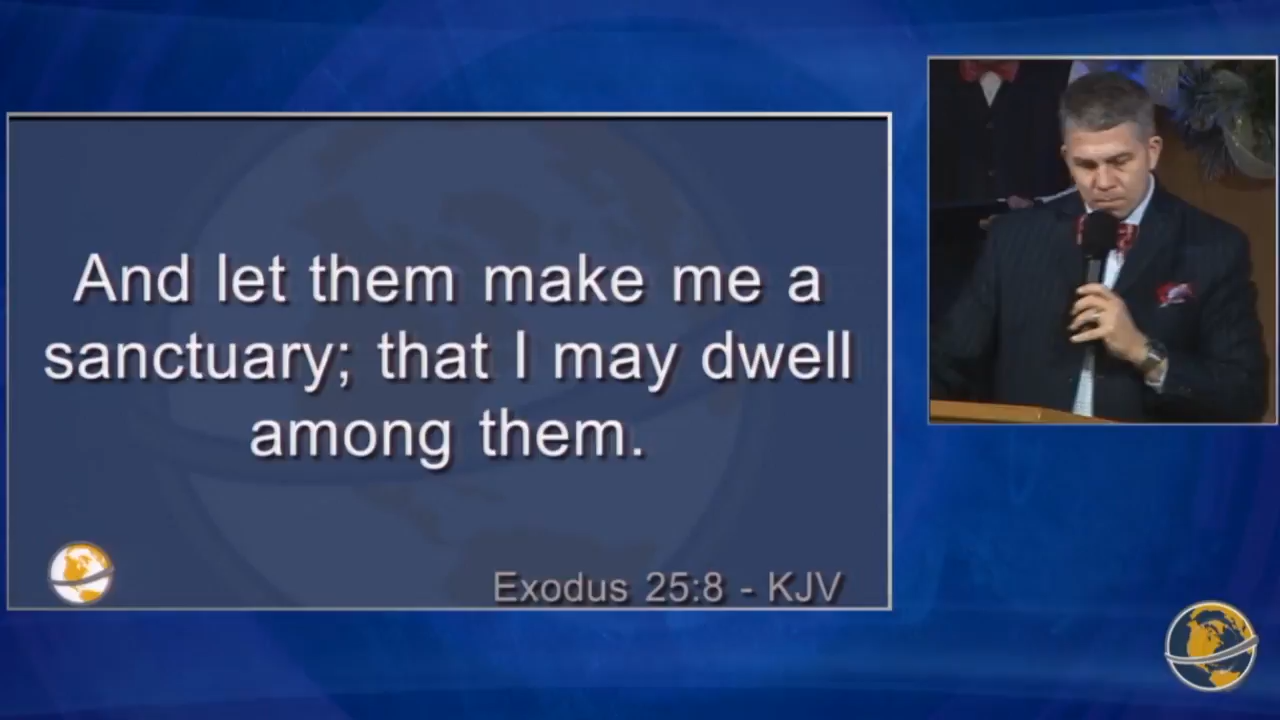 And let them make me a
sanctuary; that I may dwell
among them.
Exodus 25:8 - KJV